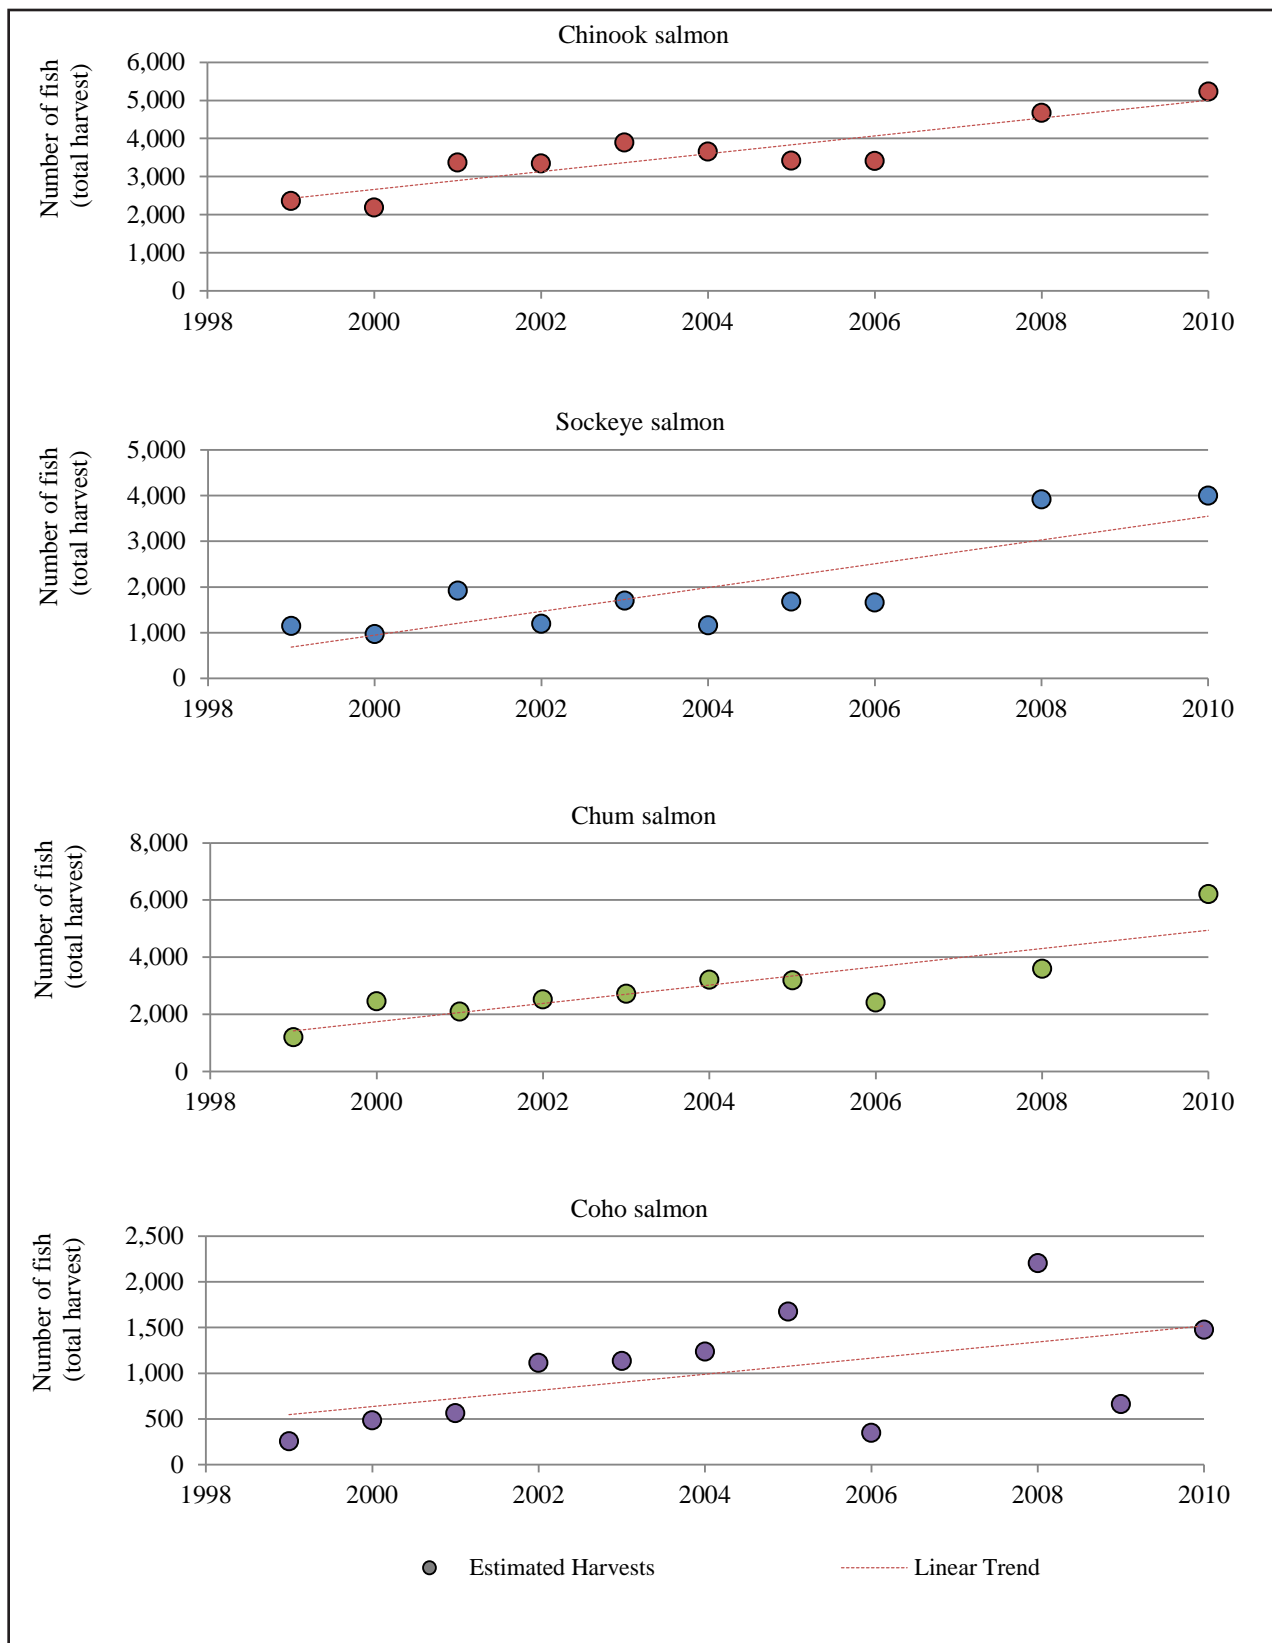 Chinook salmon
Number of fish
(total harvest)
6,000
5,000
4,000
3,000
2,000
1,000
0
1998 2000 2002 2004 2006 2008 2010
Sockeye salmon
Number of fish
(total harvest)
5,000
4,000
3,000
2,000
1,000
0
1998 2000 2002 2004 2006 2008 2010
Chum salmon
Number of fish
(total harvest)
8,000
6,000
4,000
2,000
0
1998 2000 2002 2004 2006 2008 2010
Coho salmon
Number of fish
(total harvest)
2,500
2,000
1,500
1,000
500
0
1998 2000 2002 2004 2006 2008 2010
Estimated Harvests Linear Trend